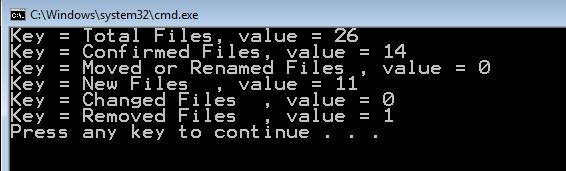 C:\Windows\system32\cmd.exe
Key = Total Files, value = 26
Key = Confirmed Files, value = 14
Key = Moved or Renamed Files , value = 0
Key = New Files  , value = 11
Key = Changed Files  , value = 0
Key = Removed Files  , value = 1
Press any key to continue . . .